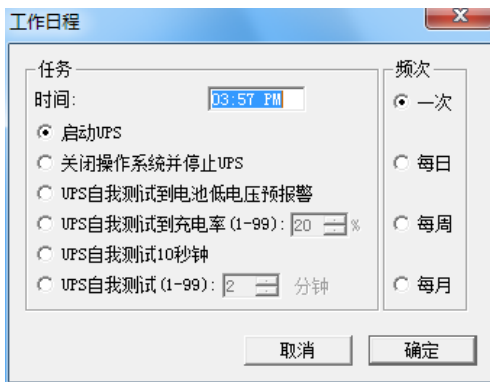 工作日程
任务
时间: 03:57 PM
启动UPS
关闭操作系统并停止UPS
UPS自我测试到电池低电压预报警
UPS自我测试到充电率(1-99): 20 %
UPS自我测试10秒钟
UPS自我测试(1-99): 2 分钟
频次
一次
每日
每周
每月
取消 确定